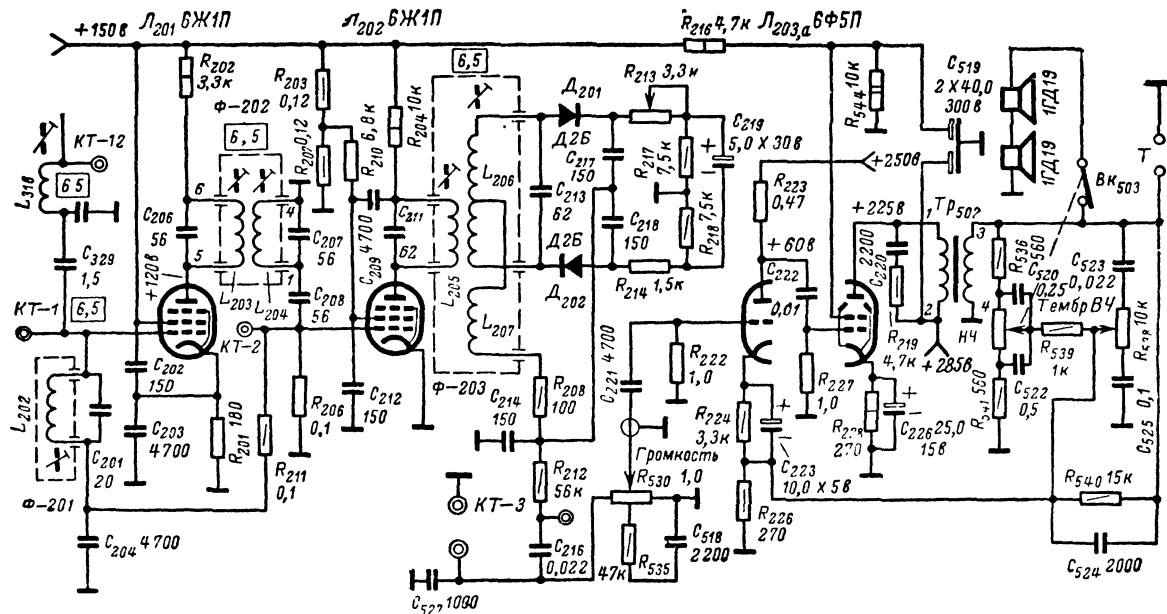 +150в
Л201 6Ж1П
Л202 6Ж1П
R216 4,7к
Л203,а 6Ф5П
R202
3,3к
R203
0,12
R207 0,12
R210 6,8к
R204 10к
6,5
Ф-202
6,5
R213 3,3м
Д201
Д2Б
C219
5,0 X 30в
R544 10к
C519
2 X 40,0
300в
1ГД19
1ГД19
T
Вк503
КТ-12
6 5
L318
C329
1,5
6,5
КТ-1
C206
56
6
5
4
1
+120в
L203
L204
C207
56
C208
56
КТ-2
C209 4700
C211
62
L205
L206
L207
Ф-203
C213
62
C217
150
C218
150
R217
7,5к
R218 7,5к
Д2Б
Д202
R214 1,5к
R223
0,47
+250в
+225в
+60в
C222
0,01
2200
C220
1
2
Тр502
3
4
R219
4,7к
+285в
НЧ
R536 560
C520
0,25
C523
0,022
Тембр ВЧ
R539
1к
10к
C522
0,5
R541 560
C525 0,1
L202
C201
20
Ф-201
C202
150
C203
4700
R201 180
R211
0,1
R206
0,1
C212
150
C204 4700
C214
150
R208
100
R212
56к
КТ-3
C216
0,022
C527 1000
C221 4700
R222
1,0
Громкость
R530 1,0
47к
R535
C518
2200
R224
3,3к
C223
10,0 X 5в
R226
270
R227
1,0
R228
270
C226 25,0
15в
R540 15к
C524 2000